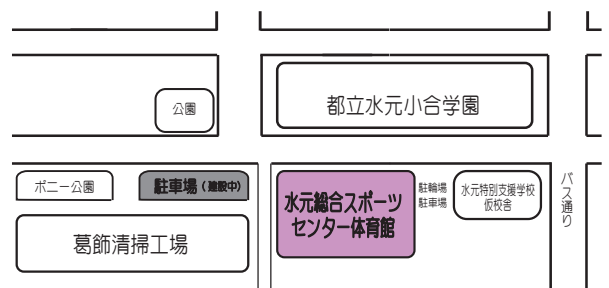 公園
都立水元小合学園
ポニー公園
駐車場(建設中)
水元総合スポーツ
センター体育館
駐輪場
駐車場
水元特別支援学校
仮校舎
バス通り
葛飾清掃工場